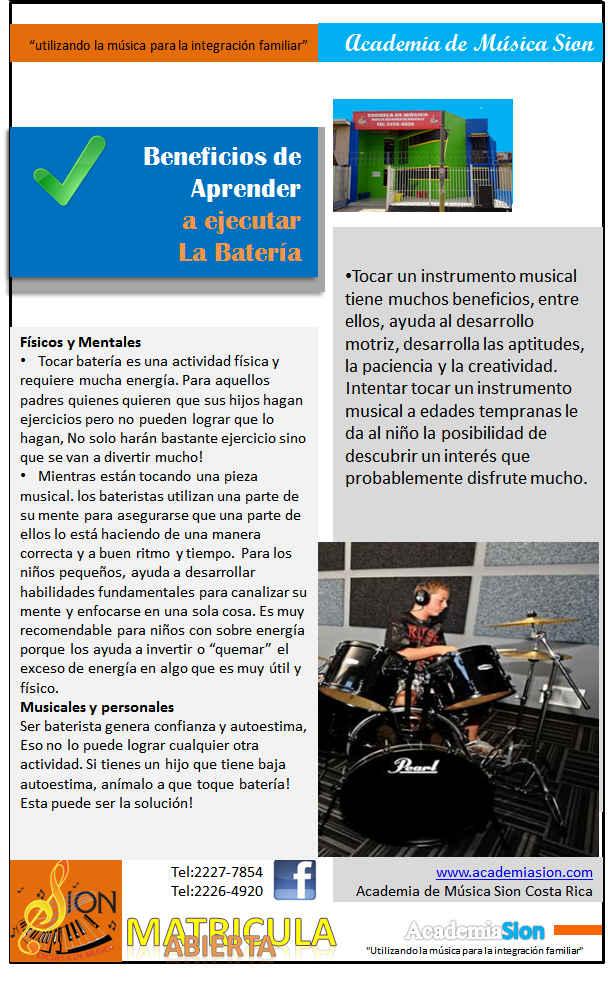 “utilizando la música para la integración familiar”
Academia de Música Sion
ESCUELA DE MÚSICA
TEL: 2226-4920
Beneficios de
Aprender
a ejecutar
La Batería
•Tocar un instrumento musical
tiene muchos beneficios, entre
ellos, ayuda al desarrollo
motriz, desarrolla las aptitudes,
la paciencia y la creatividad.
Intentar tocar un instrumento
musical a edades tempranas le
da al niño la posibilidad de
descubrir un interés que
probablemente disfrute mucho.
Físicos y Mentales
• Tocar batería es una actividad física y
requiere mucha energía. Para aquellos
padres quienes quieren que sus hijos hagan
ejercicios pero no pueden lograr que lo
hagan, No solo harán bastante ejercicio sino
que se van a divertir mucho!
• Mientras están tocando una pieza
musical. los bateristas utilizan una parte de
su mente para asegurarse que una parte de
ellos lo está haciendo de una manera
correcta y a buen ritmo y tiempo. Para los
niños pequeños, ayuda a desarrollar
habilidades fundamentales para canalizar su
mente y enfocarse en una sola cosa. Es muy
recomendable para niños con sobre energía
porque los ayuda a invertir o “quemar” el
exceso de energía en algo que es muy útil y
físico.
Musicales y personales
Ser baterista genera confianza y autoestima,
Eso no lo puede lograr cualquier otra
actividad. Si tienes un hijo que tiene baja
autoestima, anímalo a que toque batería!
Esta puede ser la solución!
Pearl
SION
ESCUELA DE MÚSICA
Tel:2227-7854
Tel:2226-4920
f
MATRICULA
ABIERTA
www.academiasion.com
Academia de Música Sion Costa Rica
AcademiaSIon
"Utilizando la música para la integración familiar"